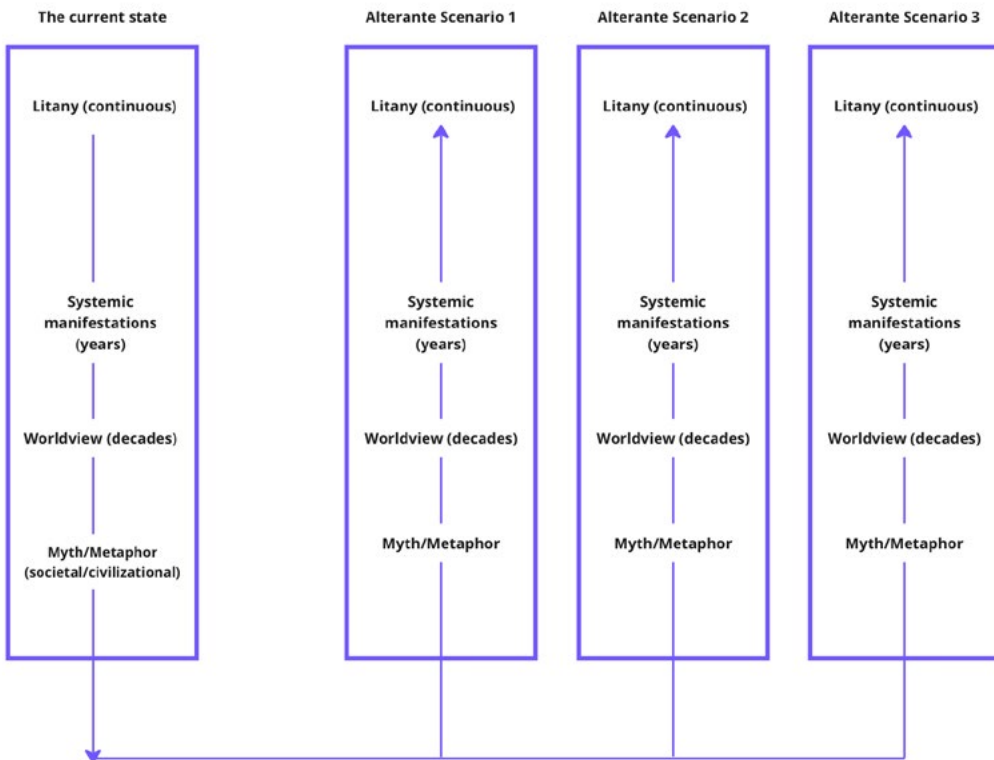 The current state
Alterante Scenario 1
Alterante Scenario 2
Alterante Scenario 3
Litany (continuous)
Litany (continuous)
Litany (continuous)
Litany (continuous)
Systemic
manifestations
(years)
Systemic
manifestations
(years)
Systemic
manifestations
(years)
Systemic
manifestations
(years)
Worldview (decades)
Worldview (decades)
Worldview (decades)
Worldview (decades)
Myth/Metaphor
(societal/civilizational)
Myth/Metaphor
Myth/Metaphor
Myth/Metaphor